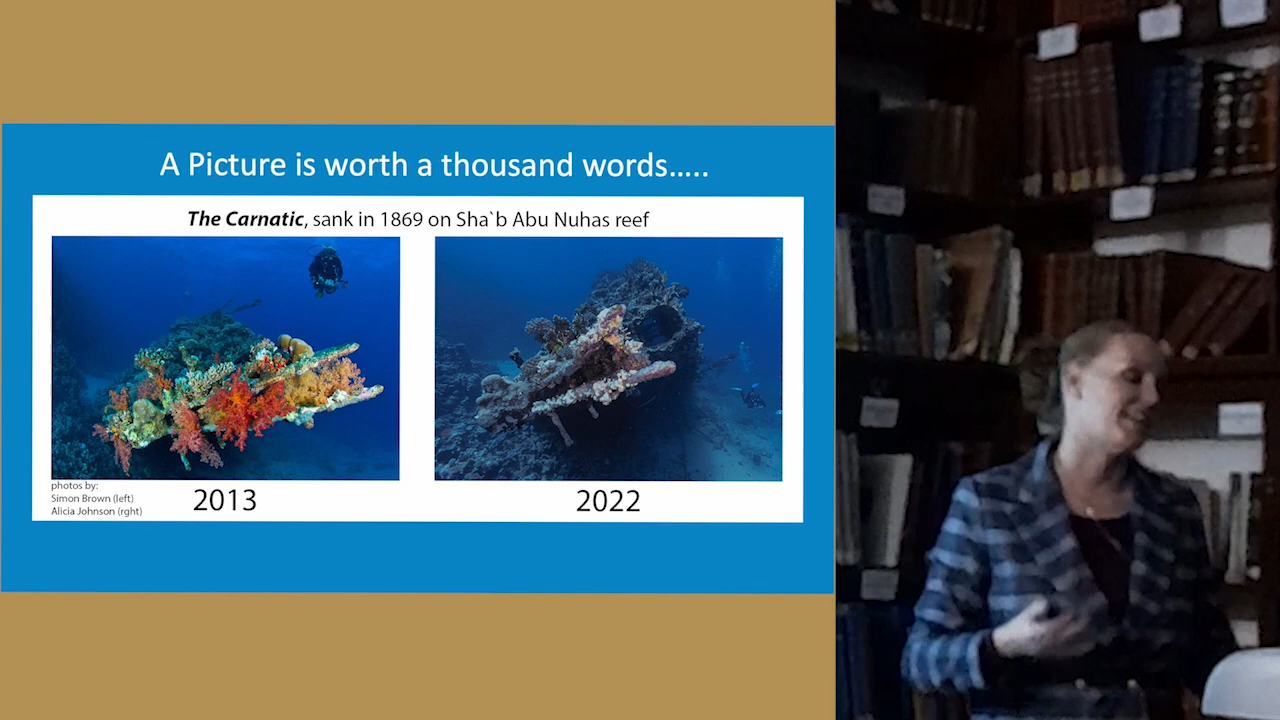 A Picture is worth a thousand words…..
The Carnatic, sank in 1869 on Sha`b Abu Nuhas reef
photos by:
Simon Brown (left)
Alicia Johnson (rght)
2013
2022